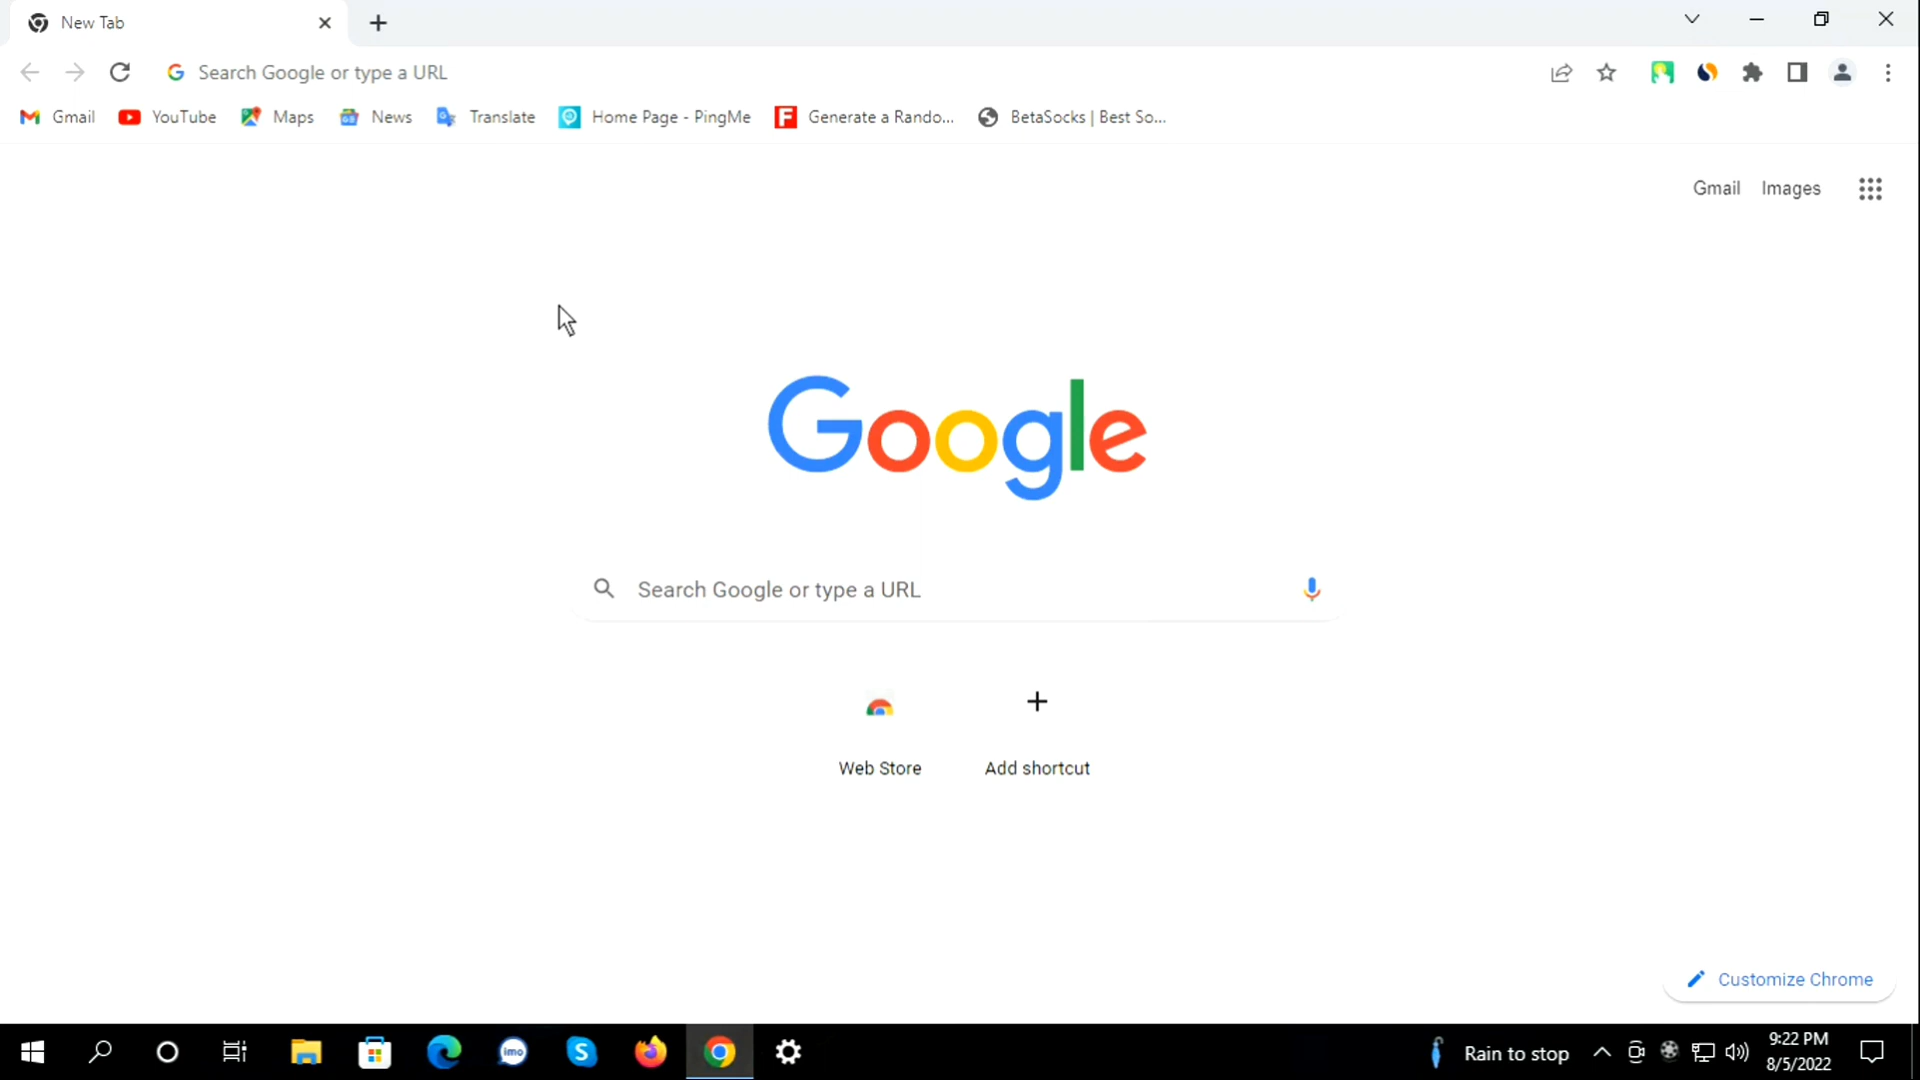 New Tab
Search Google or type a URL
Gmail YouTube Maps News Translate Home Page - PingMe Generate a Rando... BetaSocks | Best So...
Gmail Images
Google
Search Google or type a URL
Web Store Add shortcut
Customize Chrome
imo Rain to stop 9:22 PM
8/5/2022